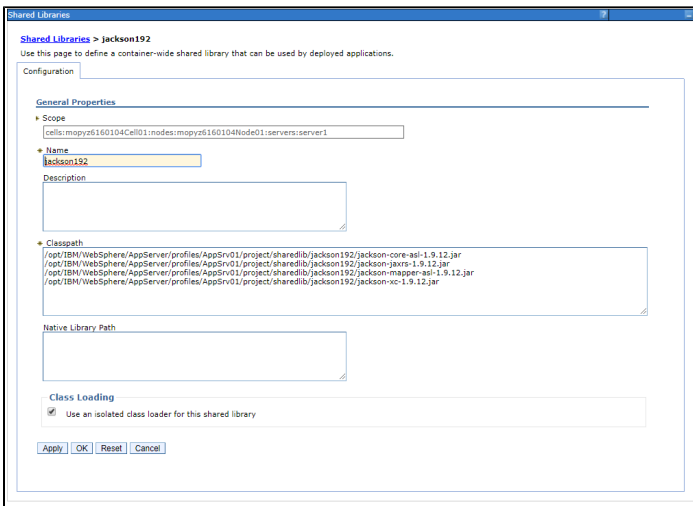 Shared Libraries
?
Shared Libraries > jackson192
Use this page to define a container-wide shared library that can be used by deployed applications.
Configuration
General Properties
Scope
cells:mopyz6160104Cell01:nodes:mopyz6160104Node01:servers:server1
Name
jackson192
Description
Classpath
/opt/IBM/WebSphere/AppServer/profiles/AppSrv01/project/sharedlib/jackson192/jackson-core-asl-1.9.12.jar
/opt/IBM/WebSphere/AppServer/profiles/AppSrv01/project/sharedlib/jackson192/jackson-jaxrs-1.9.12.jar
/opt/IBM/WebSphere/AppServer/profiles/AppSrv01/project/sharedlib/jackson192/jackson-mapper-asl-1.9.12.jar
/opt/IBM/WebSphere/AppServer/profiles/AppSrv01/project/sharedlib/jackson192/jackson-xc-1.9.12.jar
Native Library Path
Class Loading
Use an isolated class loader for this shared library
Apply OK Reset Cancel